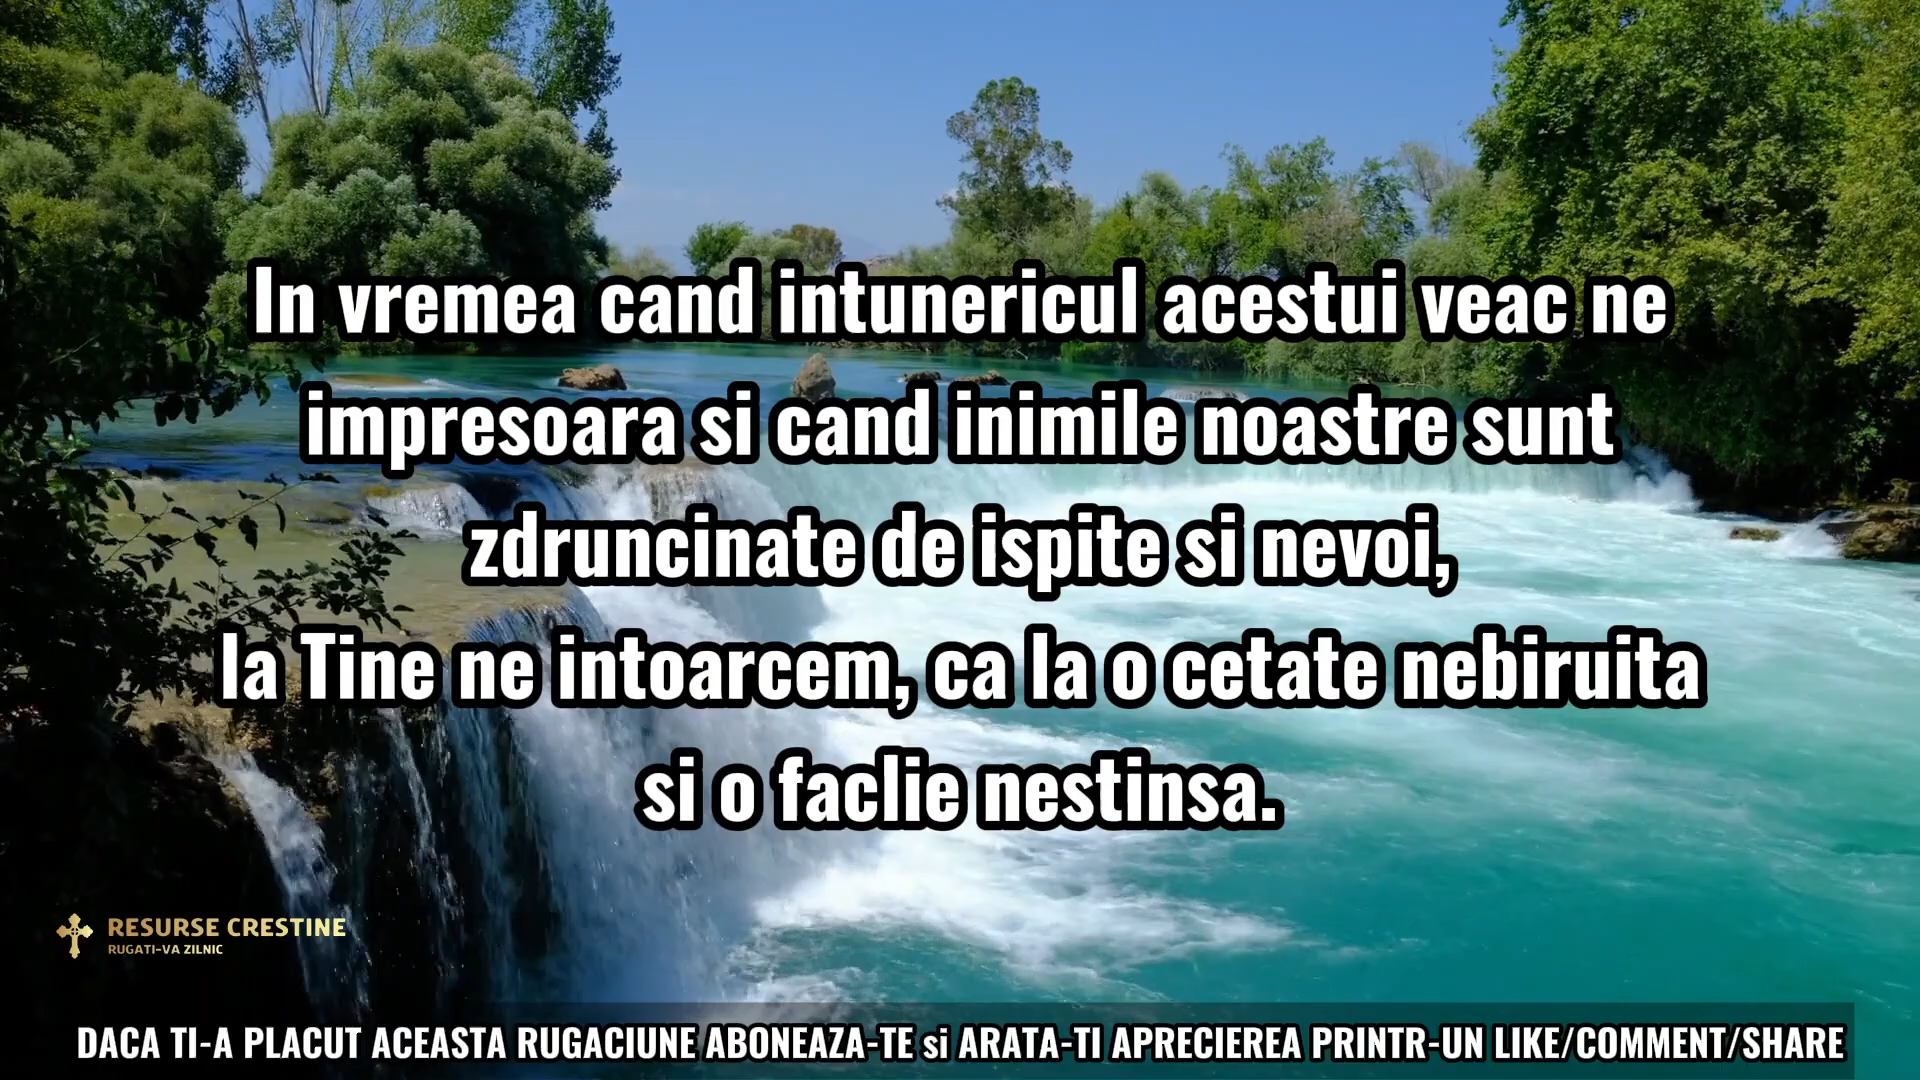 In vremea cand intunericul acestui veac ne
impresoara si cand inimile noastre sunt
zdruncinate de ispite si nevoi,
la Tine ne intoarcem, ca la o cetate nebiruita
si o faclie nestinsa.
RESURSE CRESTINE
RUGATI-VA ZILNIC
DACA TI-A PLACUT ACEASTA RUGACIUNE ABONEAZA-TE si ARATA-TI APRECIEREA PRINTR-UN LIKE/COMMENT/SHARE